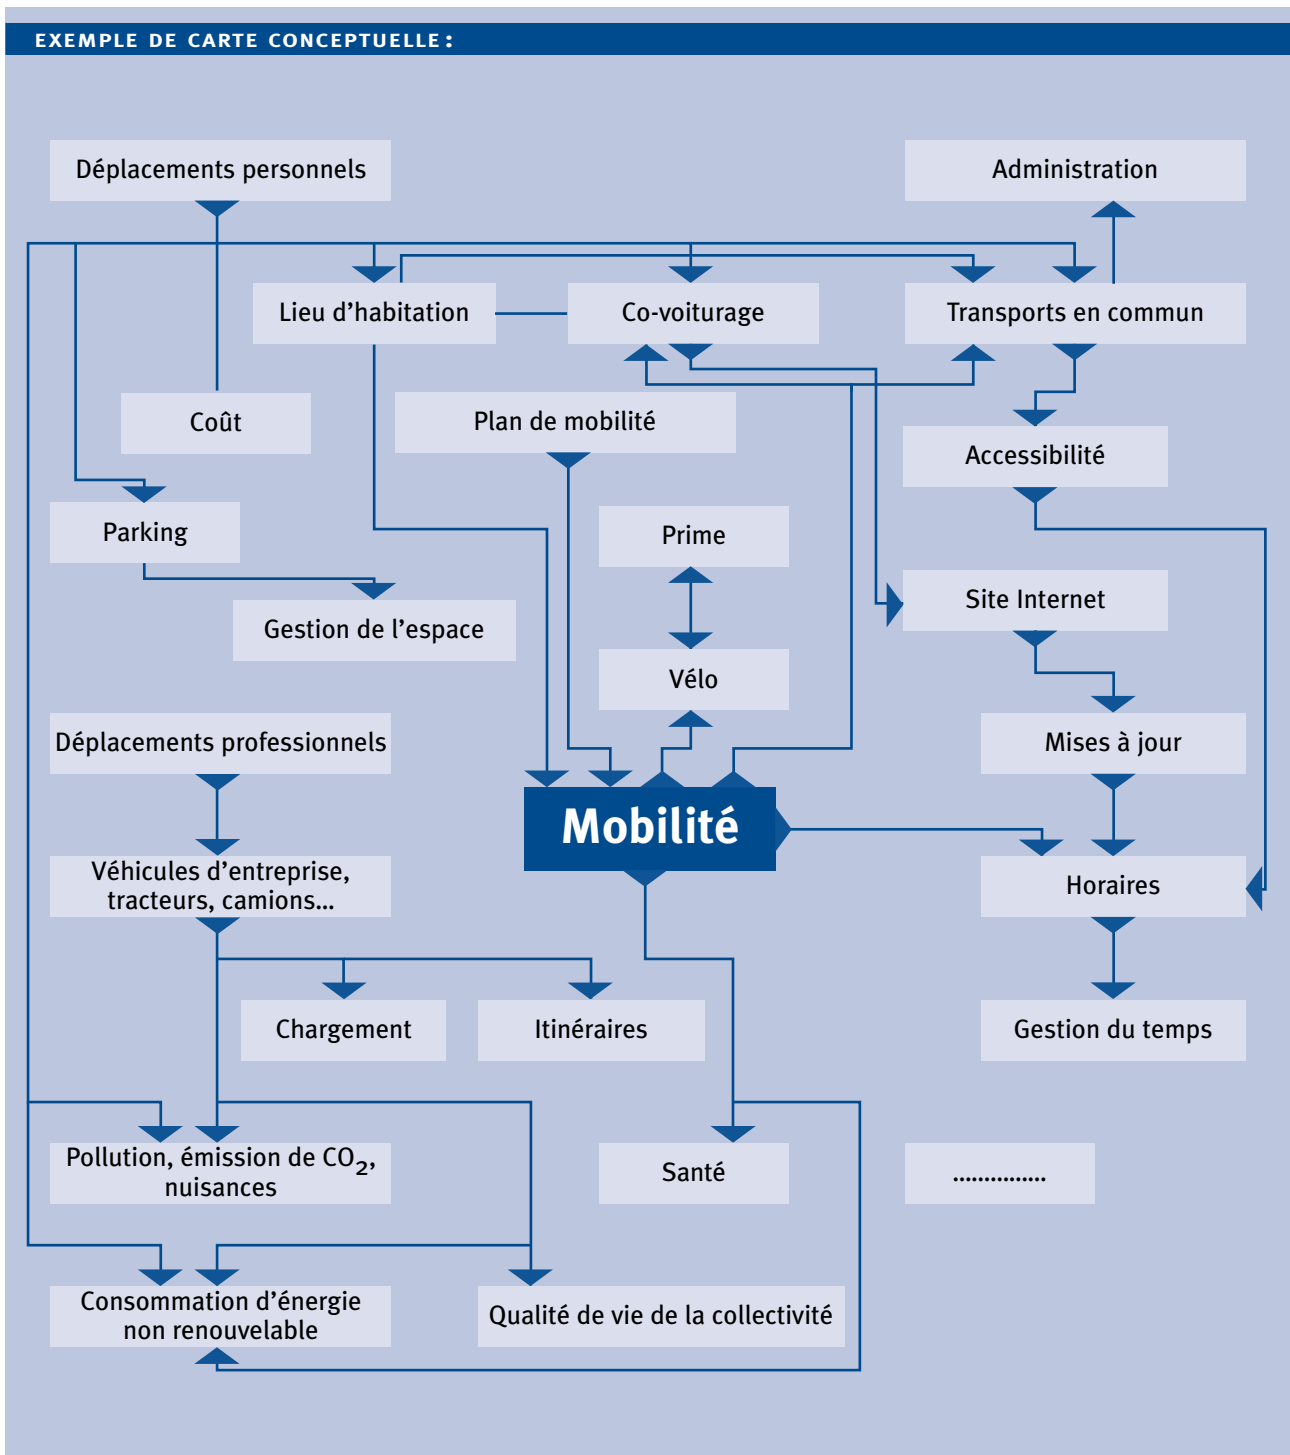 EXEMPLE DE CARTE CONCEPTUELLE :
Déplacements personnels
Administration
Lieu d’habitation
Co-voiturage
Transports en commun
Coût
Plan de mobilité
Accessibilité
Parking
Prime
Site Internet
Gestion de l’espace
Vélo
Déplacements professionnels
Mises à jour
Mobilité
Véhicules d’entreprise,
tracteurs, camions...
Horaires
Chargement
Itinéraires
Gestion du temps
Pollution, émission de CO₂,
nuisances
Santé
...............
Consommation d’énergie
non renouvelable
Qualité de vie de la collectivité